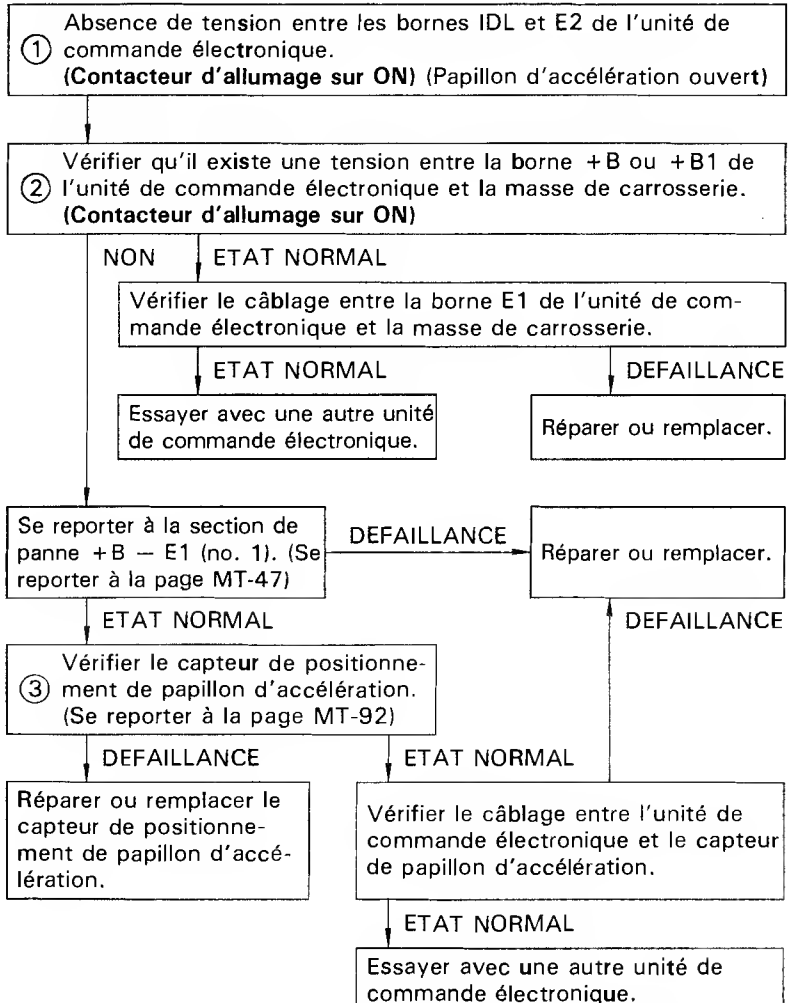 Absence de tension entre les bornes IDL et E2 de l'unité de
① commande électronique.
(Contacteur d'allumage sur ON) (Papillon d'accélération ouvert)
Vérifier qu'il existe une tension entre la borne +B ou +B1 de
② l'unité de commande électronique et la masse de carrosserie.
(Contacteur d'allumage sur ON)
NON ETAT NORMAL
Vérifier le câblage entre la borne E1 de l'unité de com-
mande électronique et la masse de carrosserie.
ETAT NORMAL DEFAILLANCE
Essayer avec une autre unité
de commande électronique.
Réparer ou remplacer.
Se reporter à la section de
panne +B — E1 (no. 1). (Se
reporter à la page MT-47)
DEFAILLANCE
Réparer ou remplacer.
ETAT NORMAL DEFAILLANCE
Vérifier le capteur de positionne-
③ ment de papillon d'accélération.
(Se reporter à la page MT-92)
DEFAILLANCE ETAT NORMAL
Réparer ou remplacer le
capteur de positionne-
ment de papillon d'accé-
lération.
Vérifier le câblage entre l'unité de
commande électronique et le capteur
de papillon d'accélération.
ETAT NORMAL
Essayer avec une autre unité de
commande électronique.